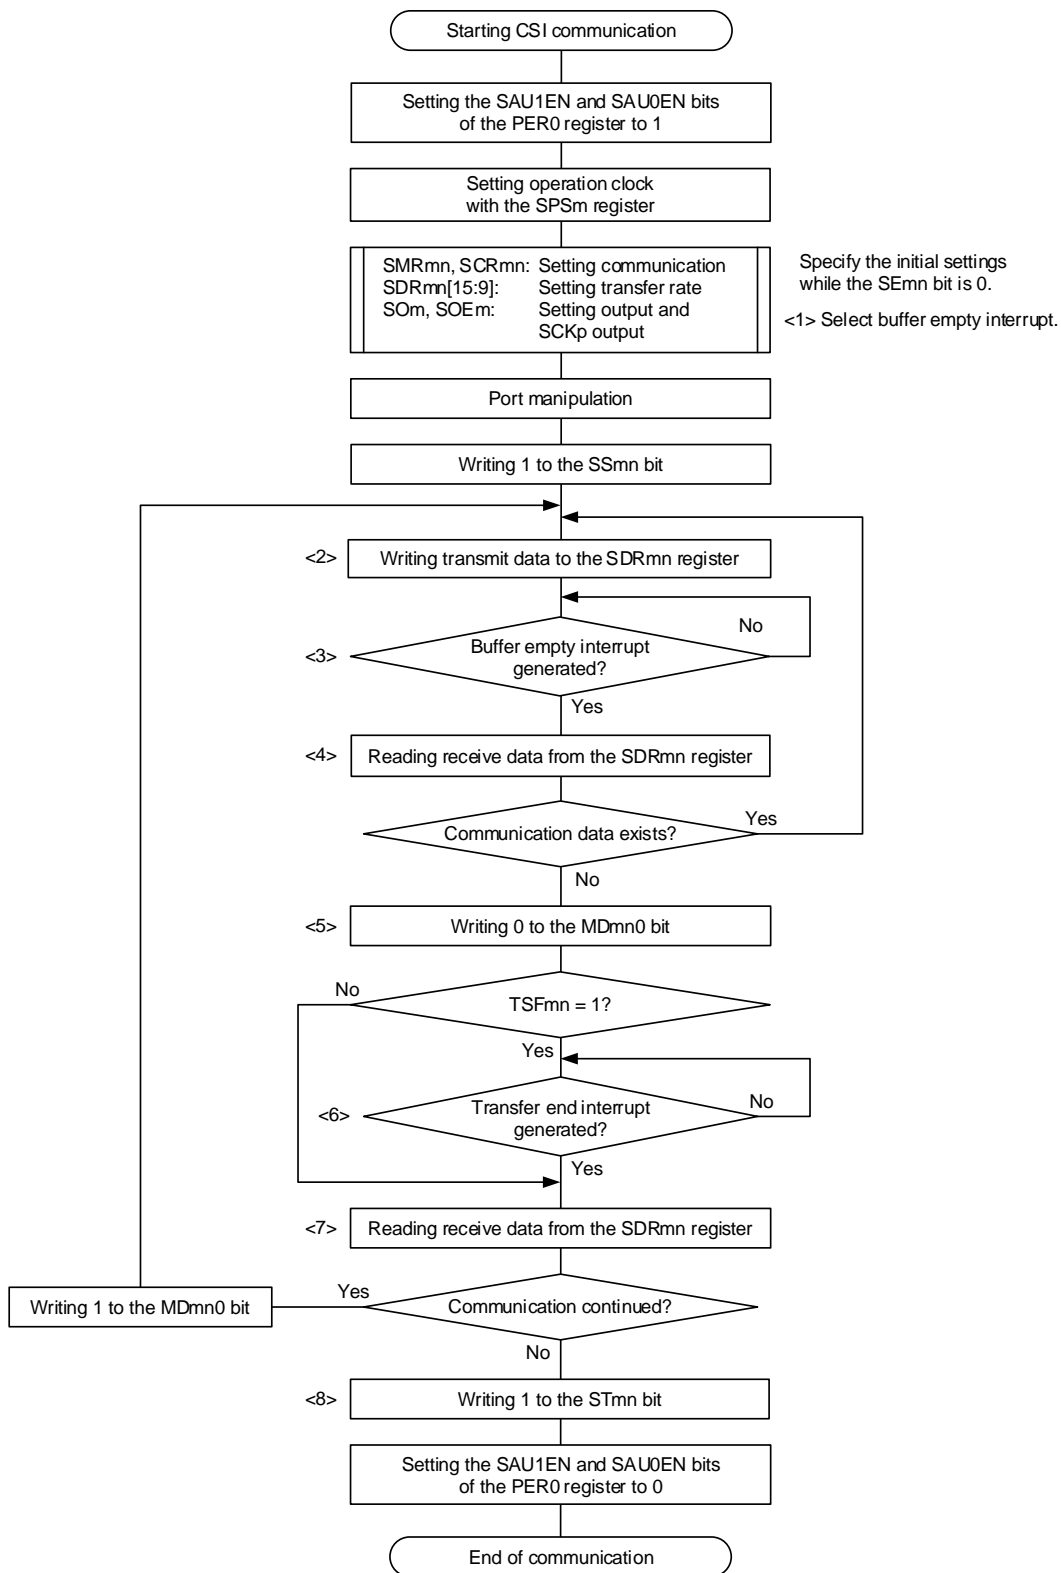 Starting CSI communication
Setting the SAU1EN and SAU0EN bits
of the PER0 register to 1
Setting operation clock
with the SPSm register
SMRmn, SCRmn: Setting communication
SDRmn[15:9]: Setting transfer rate
SOm, SOEm: Setting output and
SCKp output
Specify the initial settings
while the SEmn bit is 0.
<1> Select buffer empty interrupt.
Port manipulation
Writing 1 to the SSmn bit
<2> Writing transmit data to the SDRmn register
No
<3> Buffer empty interrupt
generated?
Yes
<4> Reading receive data from the SDRmn register
Yes
Communication data exists?
No
<5> Writing 0 to the MDmn0 bit
No
TSFmn = 1?
Yes
<6> Transfer end interrupt
generated?
No
Yes
<7> Reading receive data from the SDRmn register
Writing 1 to the MDmn0 bit
Yes
Communication continued?
No
<8> Writing 1 to the STmn bit
Setting the SAU1EN and SAU0EN bits
of the PER0 register to 0
End of communication